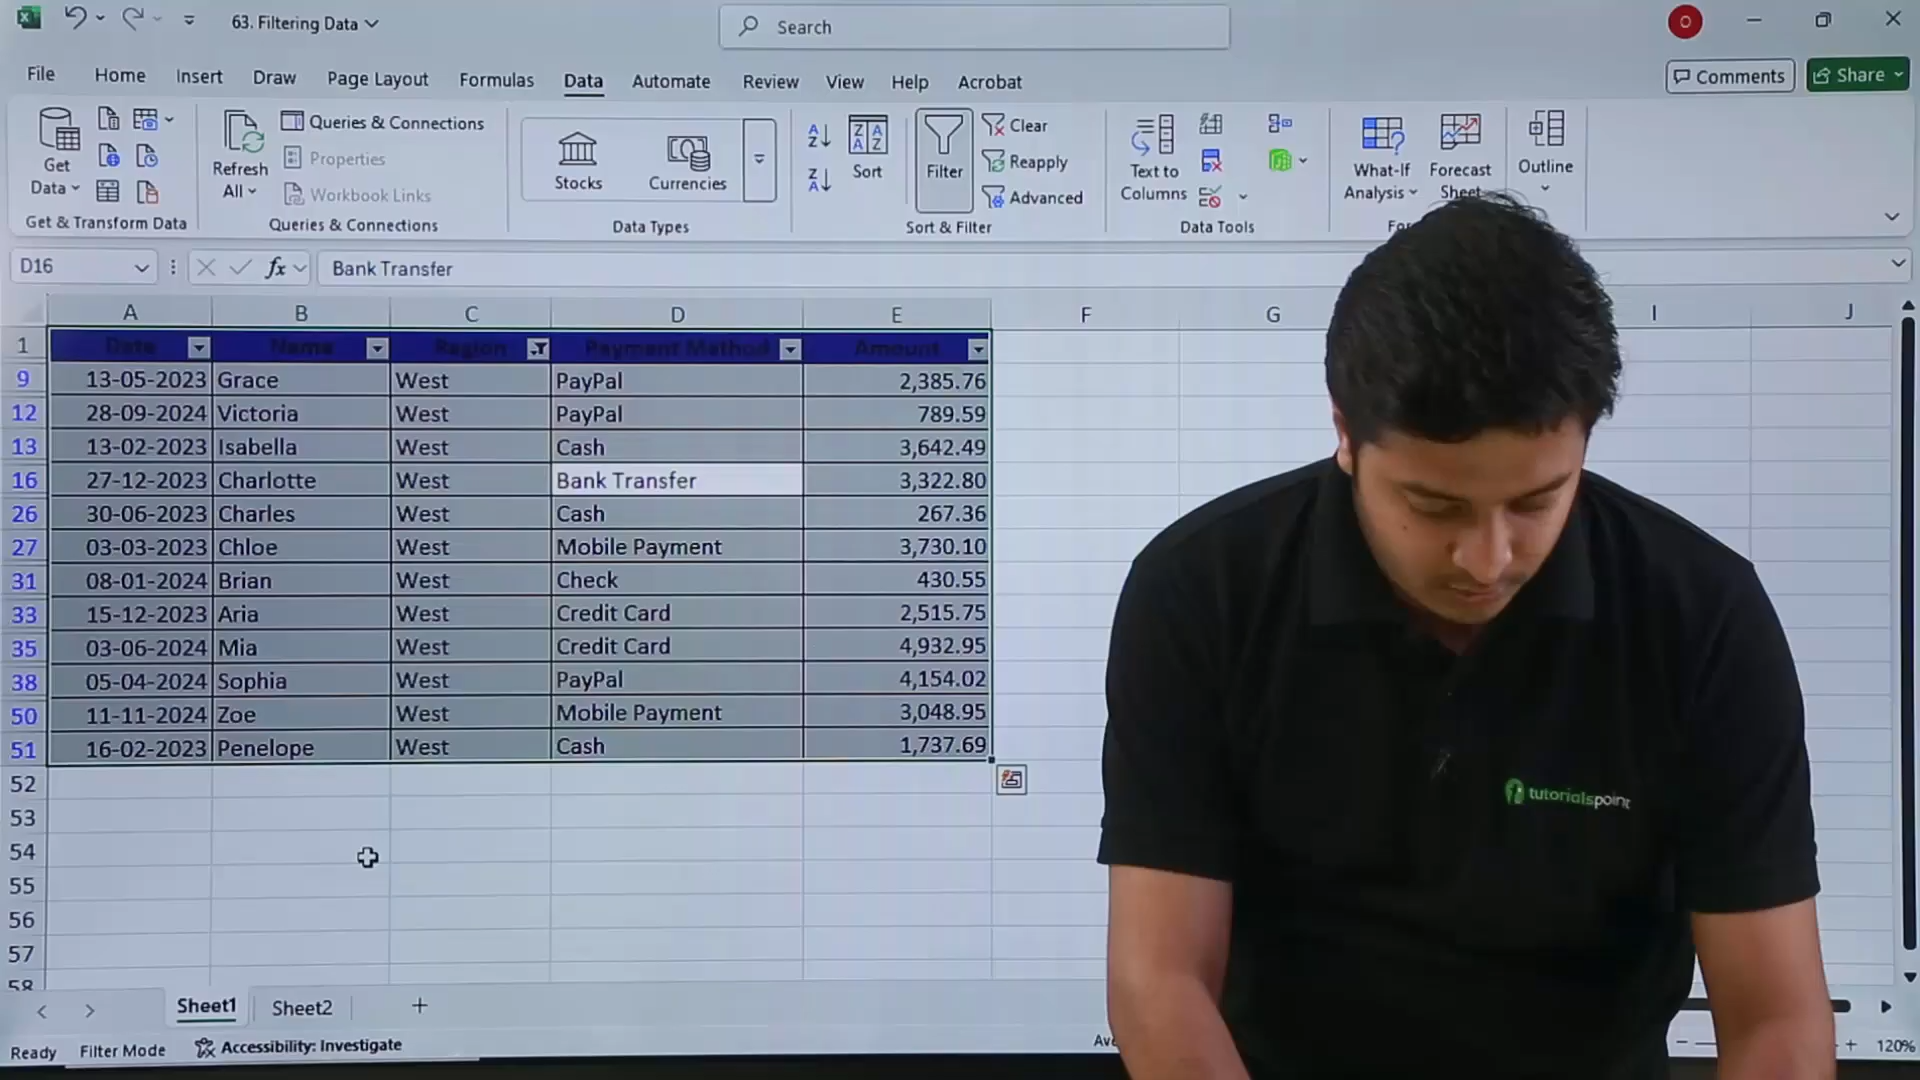 63. Filtering Data
Search
O
File Home Insert Draw Page Layout Formulas Data Automate Review View Help Acrobat
Comments
Share
Get Data
Refresh All
Queries & Connections
Properties
Workbook Links
Stocks
Currencies
Sort
Filter
Clear
Reapply
Advanced
Text to Columns
What-If Analysis
Forecast Sheet
Outline
Get & Transform Data
Queries & Connections
Data Types
Sort & Filter
Data Tools
D16 fx Bank Transfer
A B C D E F G I J
1 Date Name Region Payment Method Amount
9 13-05-2023 Grace West PayPal 2,385.76
12 28-09-2024 Victoria West PayPal 789.59
13 13-02-2023 Isabella West Cash 3,642.49
16 27-12-2023 Charlotte West Bank Transfer 3,322.80
26 30-06-2023 Charles West Cash 267.36
27 03-03-2023 Chloe West Mobile Payment 3,730.10
31 08-01-2024 Brian West Check 430.55
33 15-12-2023 Aria West Credit Card 2,515.75
35 03-06-2024 Mia West Credit Card 4,932.95
38 05-04-2024 Sophia West PayPal 4,154.02
50 11-11-2024 Zoe West Mobile Payment 3,048.95
51 16-02-2023 Penelope West Cash 1,737.69
52
53
54
55
56
57
58
tutorialspoint
Sheet1 Sheet2 +
Ready Filter Mode Accessibility: Investigate
120%